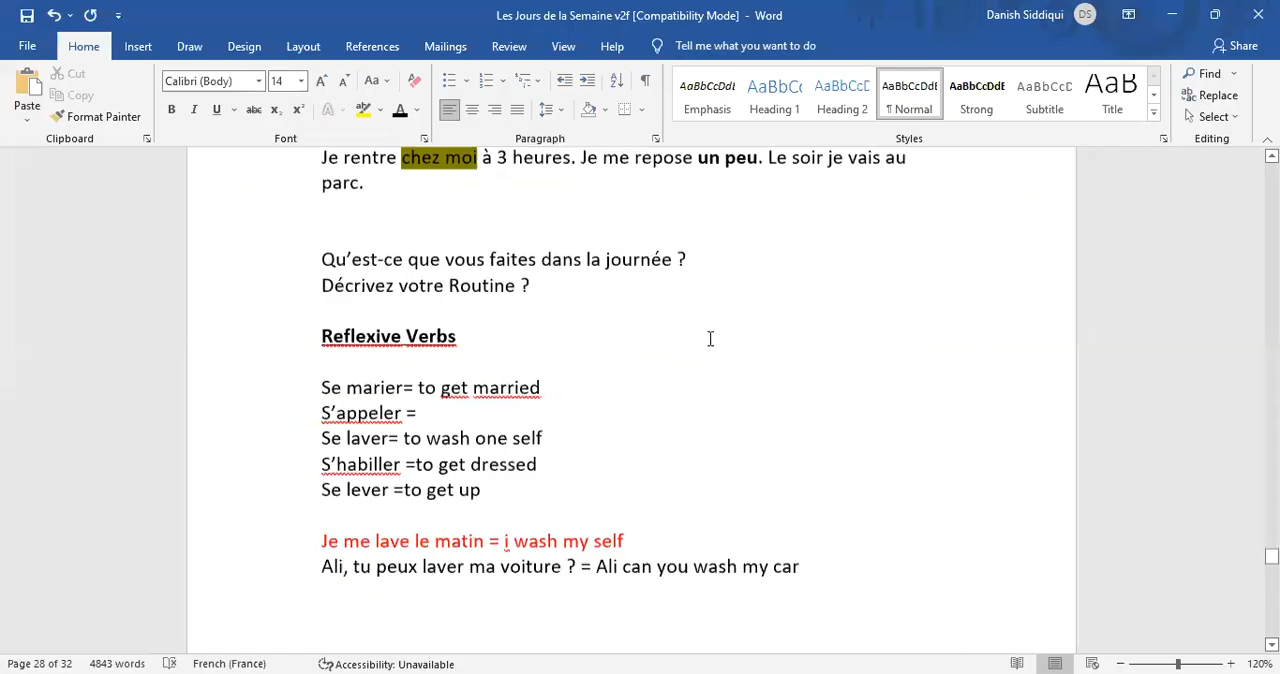 Les Jours de la Semaine v2f [Compatibility Mode] - Word
Danish Siddiqui
DS
File Home Insert Draw Design Layout References Mailings Review View Help Tell me what you want to do Share
Paste
Cut
Copy
Format Painter
Clipboard
Calibri (Body) 14
Font
Paragraph
AaBbCcDdE AaBbCc AaBbCcD AaBbCcDdE AaBbCcDdE AaBbCcD AaB
Emphasis Heading 1 Heading 2 ¶ Normal Strong Subtitle Title
Styles
Find
Replace
Select
Editing
Je rentre chez moi à 3 heures. Je me repose un peu. Le soir je vais au
parc.
Qu’est-ce que vous faites dans la journée ?
Décrivez votre Routine ?
Reflexive Verbs
Se marier= to get married
S’appeler =
Se laver= to wash one self
S’habiller =to get dressed
Se lever =to get up
Je me lave le matin = i wash my self
Ali, tu peux laver ma voiture ? = Ali can you wash my car
Page 28 of 32 4843 words French (France) Accessibility: Unavailable 120%